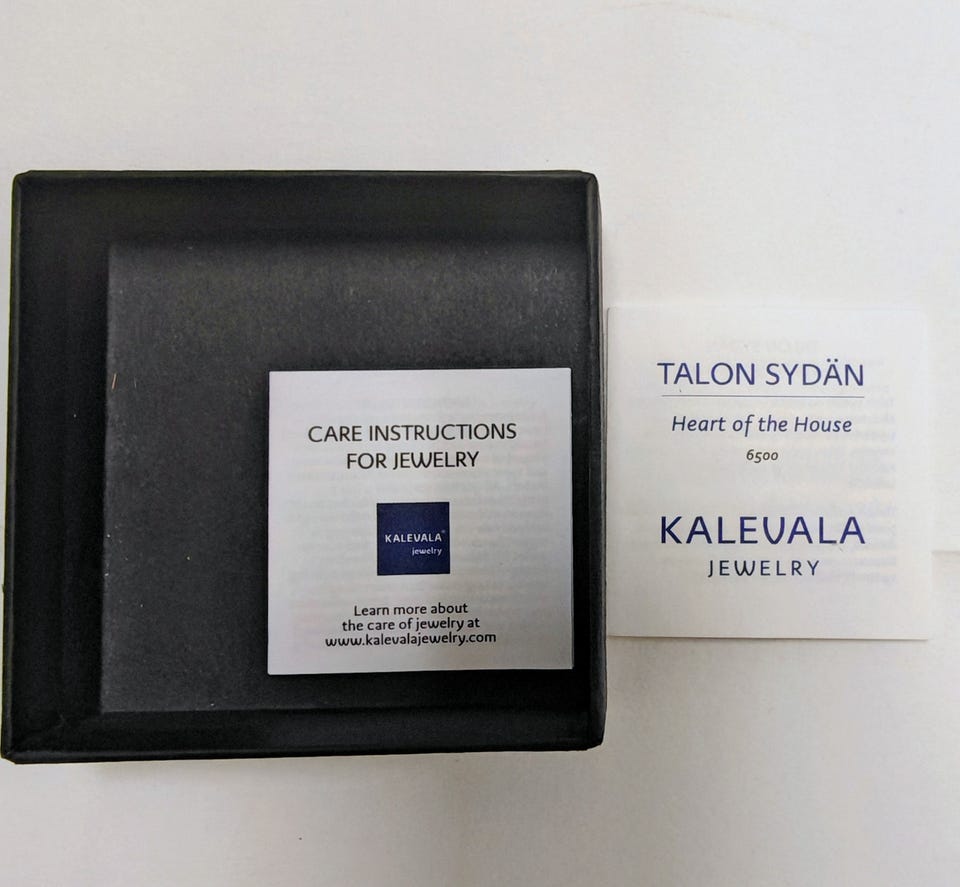 CARE INSTRUCTIONS
FOR JEWELRY
KALEVALA®
jewelry
Learn more about
the care of jewelry at
www.kalevalajewelry.com
TALON SYDÄN
Heart of the House
6500
KALEVALA
JEWELRY